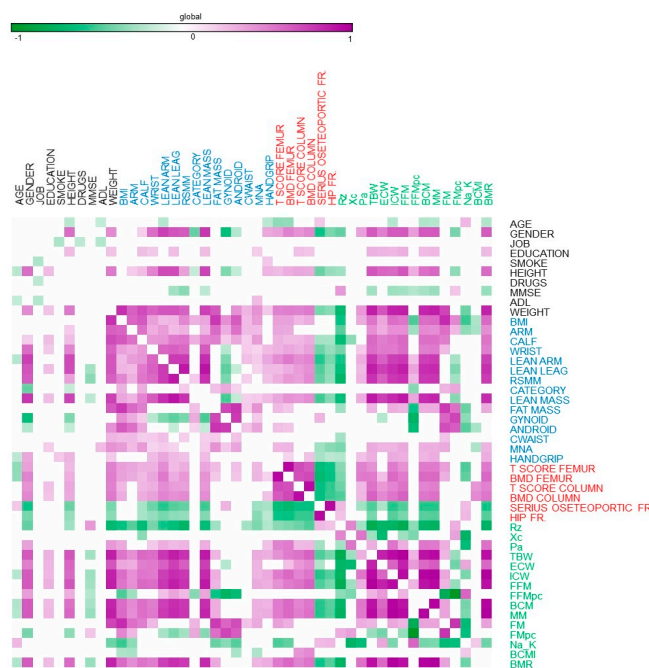 global
-1
1
AGE
GENDER
JOB
EDUCATION
SMOKE
HEIGHT
DRUGS
MMSE
ADL
WEIGHT
BMI
ARM
CALF
WRIST
LEAN ARM
LEAN LEAG
RSMM
CATEGORY
LEAN MASS
FAT MASS
GYNOID
ANDROID
CWAIST
MNA
HANDGRIP
T SCORE FEMUR
BMD FEMUR
T SCORE COLUMN
BMD COLUMN
SERIUS OSETEOPORTIC FR.
HIP FR.
Rz
Xc
Pa
TBW
ECW
ICW
FFM
FFMpc
BCM
MM
FM
FMpc
Na_K
BCMI
BMR
AGE
GENDER
JOB
EDUCATION
SMOKE
HEIGHT
DRUGS
MMSE
ADL
WEIGHT
BMI
ARM
CALF
WRIST
LEAN ARM
LEAN LEAG
RSMM
CATEGORY
LEAN MASS
FAT MASS
GYNOID
ANDROID
CWAIST
MNA
HANDGRIP
T SCORE FEMUR
BMD FEMUR
T SCORE COLUMN
BMD COLUMN
SERIUS OSETEOPORTIC FR
HIP FR.
Rz
Xc
Pa
TBW
ECW
ICW
FFM
FFMpc
BCM
MM
FM
FMpc
Na_K
BCMI
BMR